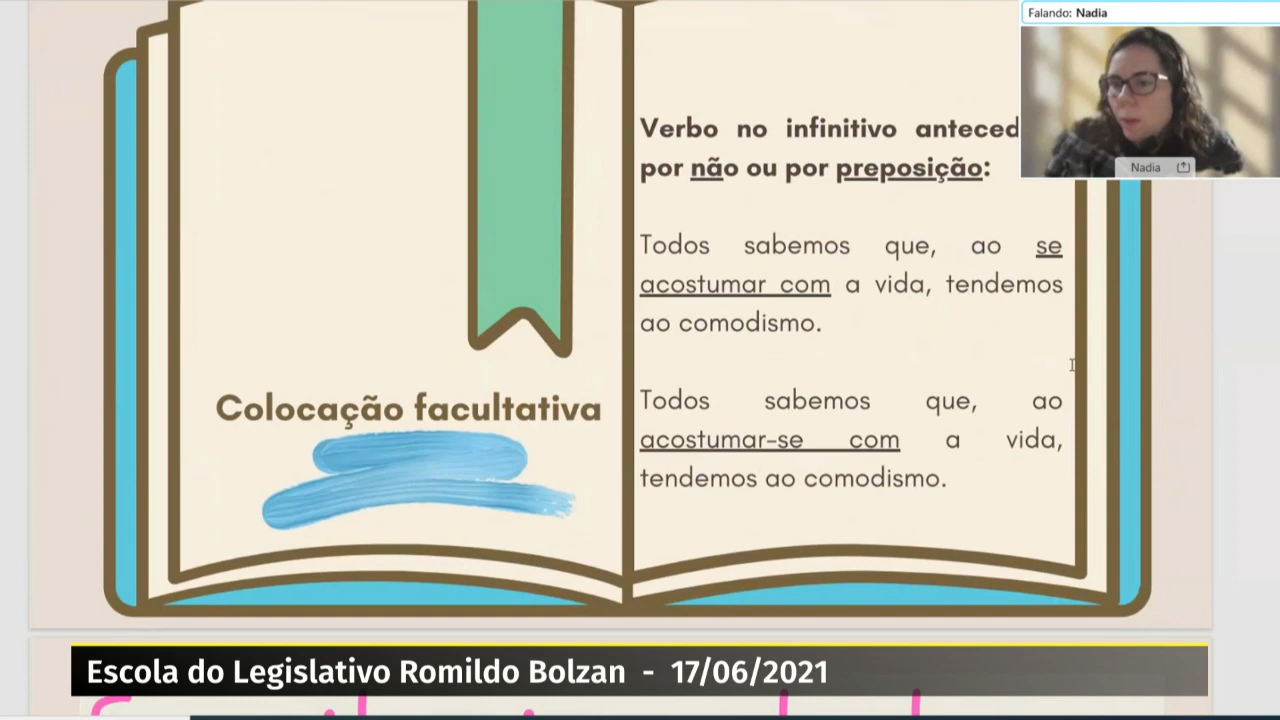 Falando: Nadia
Nadia
Verbo no infinitivo anteced
por não ou por preposição:
Todos sabemos que, ao se
acostumar com a vida, tendemos
ao comodismo.
Colocação facultativa
Todos sabemos que, ao
acostumar-se com a vida,
tendemos ao comodismo.
Escola do Legislativo Romildo Bolzan - 17/06/2021